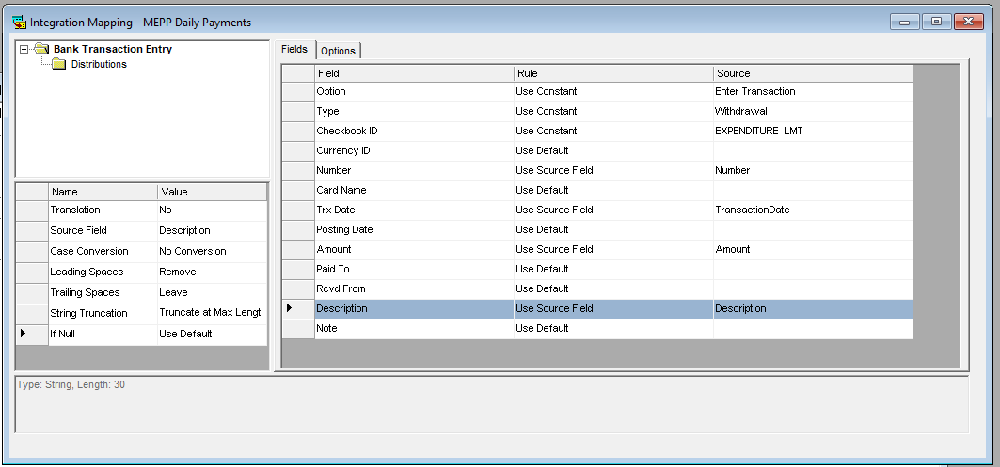 Integration Mapping - MEPP Daily Payments
Bank Transaction Entry
Distributions
Name Value
Translation No
Source Field Description
Case Conversion No Conversion
Leading Spaces Remove
Trailing Spaces Leave
String Truncation Truncate at Max Lengt
If Null Use Default
Fields Options
Field Rule Source
Option Use Constant Enter Transaction
Type Use Constant Withdrawal
Checkbook ID Use Constant EXPENDITURE LMT
Currency ID Use Default
Number Use Source Field Number
Card Name Use Default
Trx Date Use Source Field TransactionDate
Posting Date Use Default
Amount Use Source Field Amount
Paid To Use Default
Rcvd From Use Default
Description Use Source Field Description
Note Use Default
Type: String, Length: 30